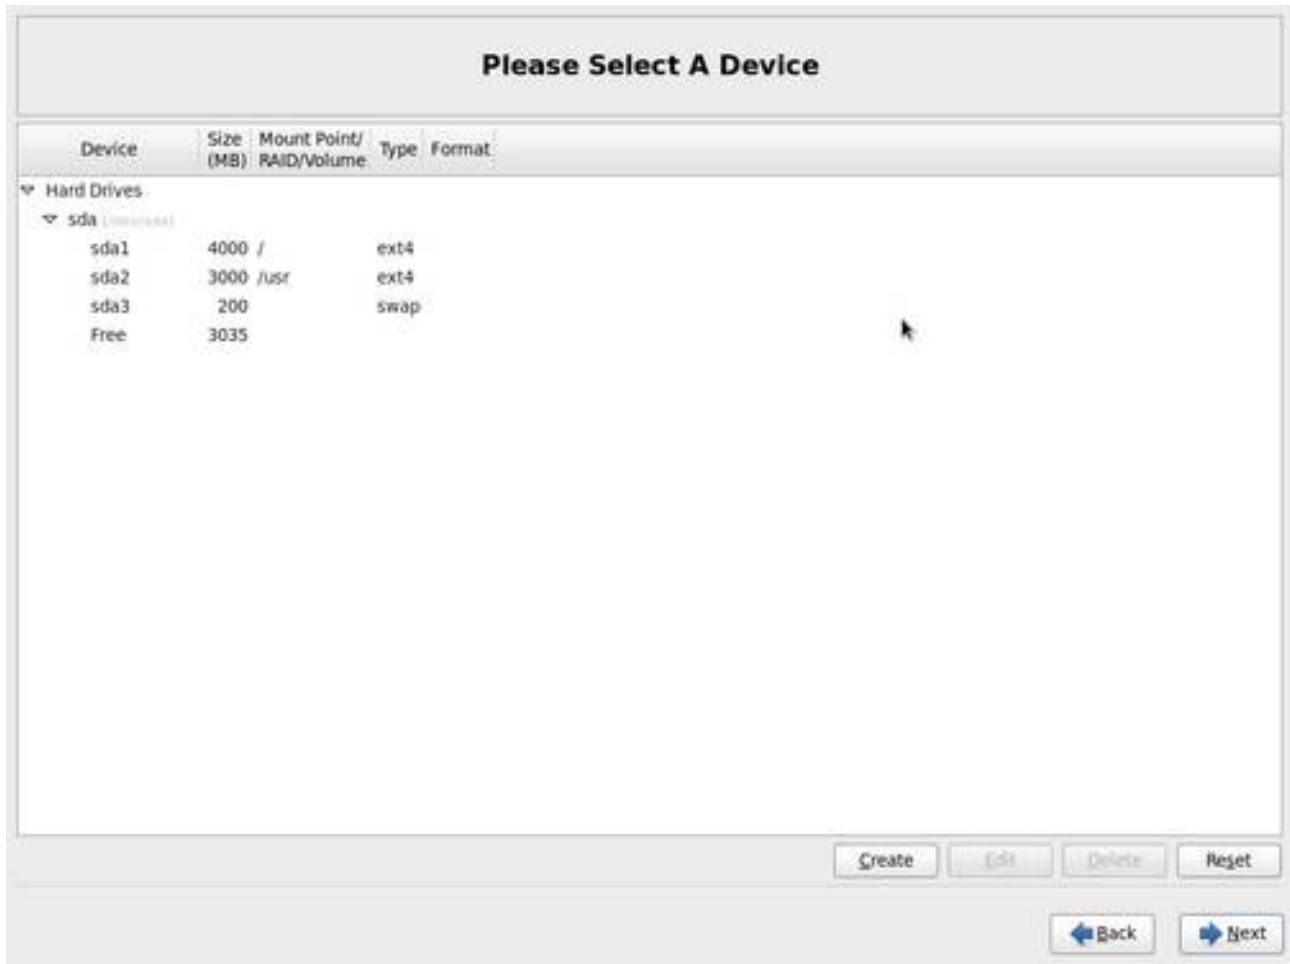 Please Select A Device
Device Size (MB) Mount Point/ RAID/Volume Type Format
Hard Drives
sda
sda1 4000 / ext4
sda2 3000 /usr ext4
sda3 200 swap
Free 3035
Create Edit Delete Reset
Back Next